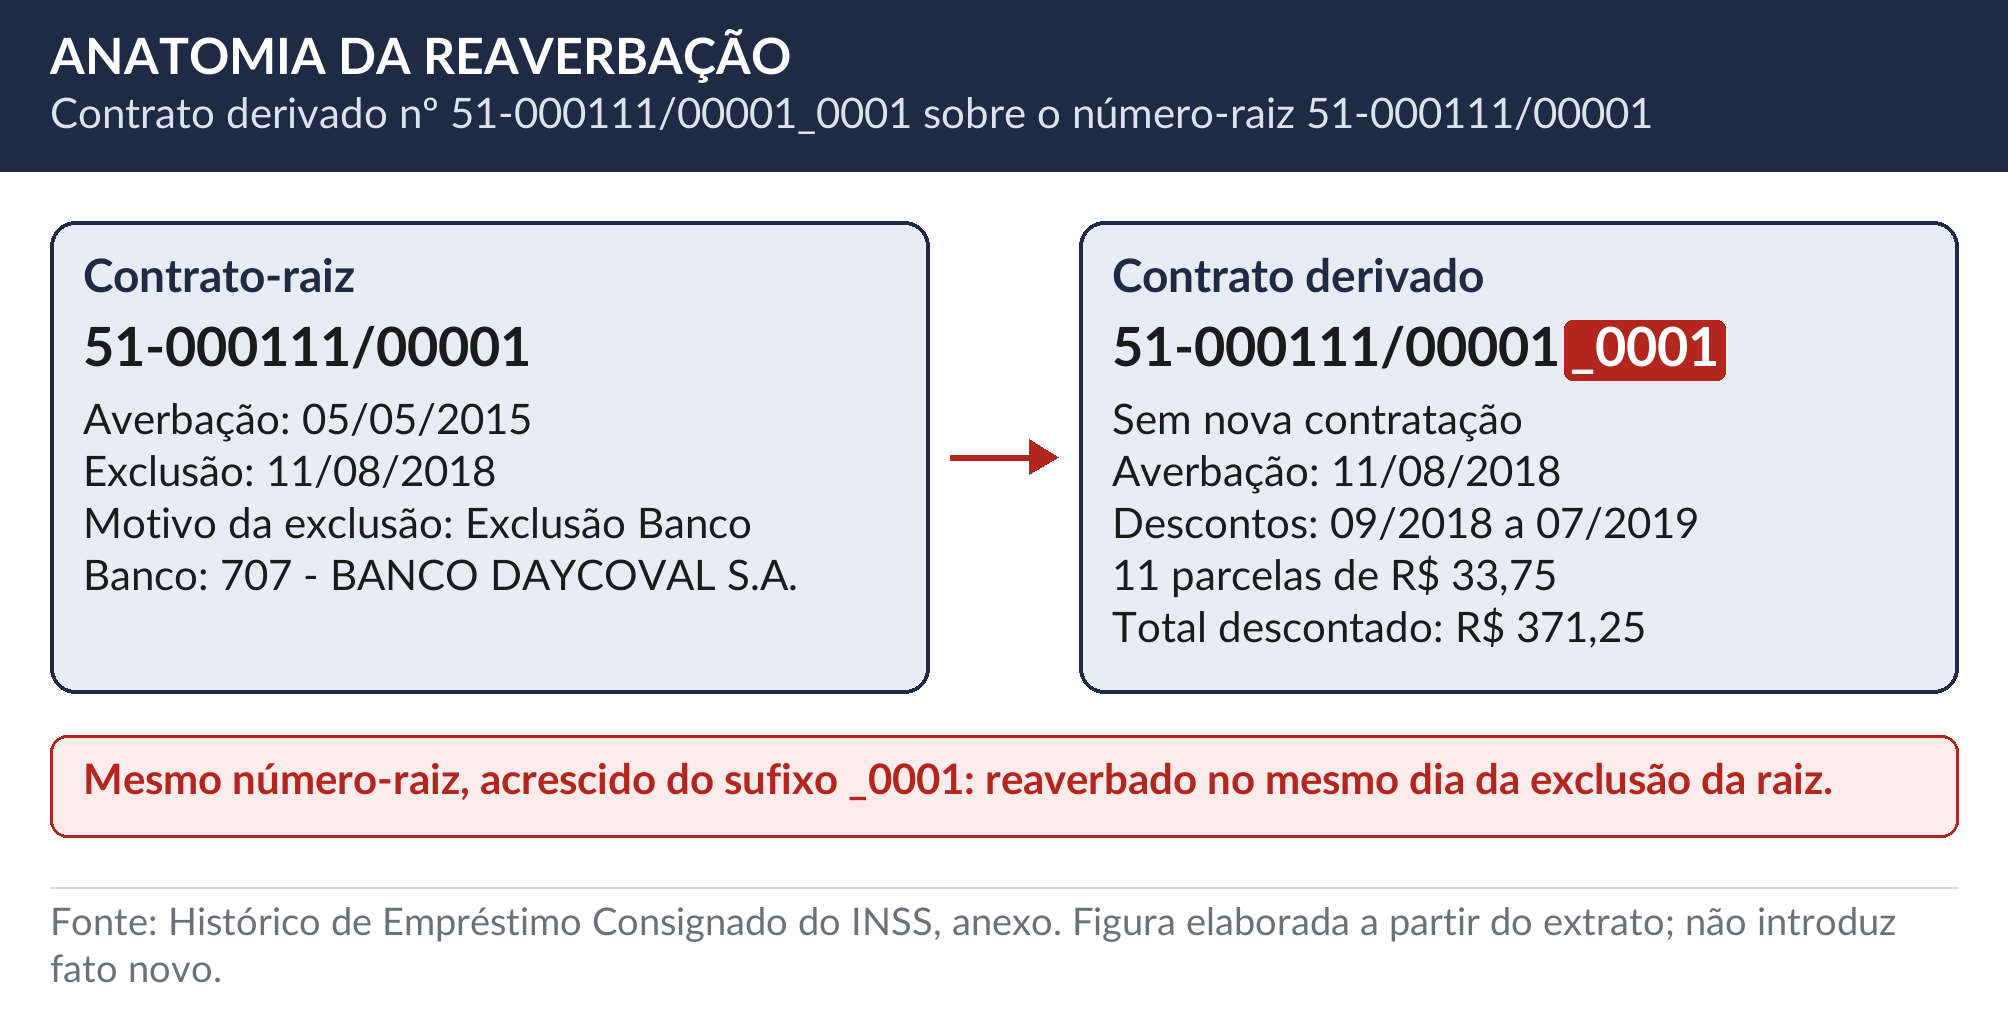 ANATOMIA DA REAVERBAÇÃO
Contrato derivado nº 51-000111/00001_0001 sobre o número-raiz 51-000111/00001
Contrato-raiz
51-000111/00001
Averbação: 05/05/2015
Exclusão: 11/08/2018
Motivo da exclusão: Exclusão Banco
Banco: 707 - BANCO DAYCOVAL S.A.
Contrato derivado
51-000111/00001_0001
Sem nova contratação
Averbação: 11/08/2018
Descontos: 09/2018 a 07/2019
11 parcelas de R$ 33,75
Total descontado: R$ 371,25
Mesmo número-raiz, acrescido do sufixo _0001: reaverbado no mesmo dia da exclusão da raiz.
Fonte: Histórico de Empréstimo Consignado do INSS, anexo. Figura elaborada a partir do extrato; não introduz
fato novo.